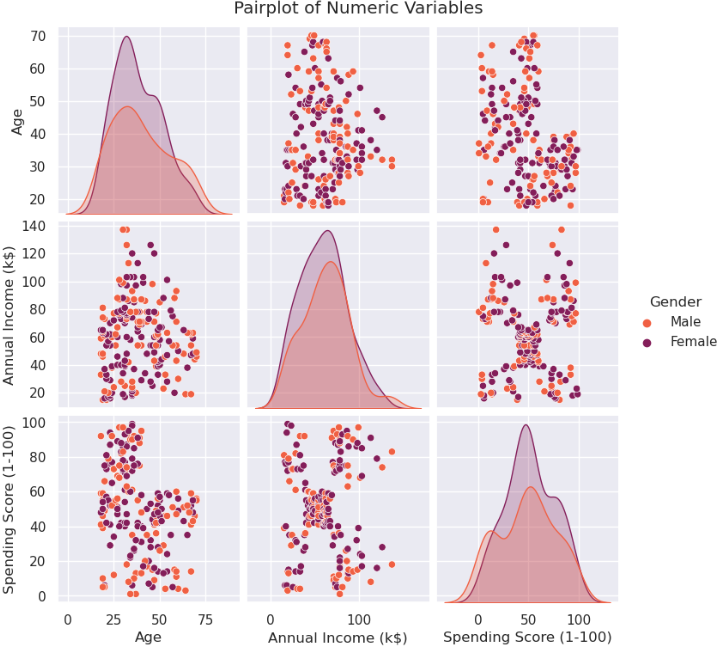 Pairplot of Numeric Variables
Age
70
60
50
40
30
20
Annual Income (k$)
140
120
100
80
60
40
20
Gender
Male
Female
Spending Score (1-100)
100
80
60
40
20
0
0 25 50 75
0 100
0 50 100
Age
Annual Income (k$)
Spending Score (1-100)